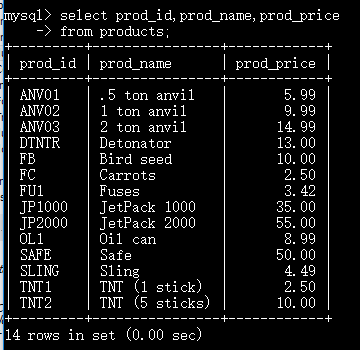 mysql> select prod_id,prod_name,prod_price
    -> from products;
+---------+----------------+------------+
| prod_id | prod_name      | prod_price |
+---------+----------------+------------+
| ANV01   | .5 ton anvil   |       5.99 |
| ANV02   | 1 ton anvil    |       9.99 |
| ANV03   | 2 ton anvil    |      14.99 |
| DTNTR   | Detonator      |      13.00 |
| FB      | Bird seed      |      10.00 |
| FC      | Carrots        |       2.50 |
| FU1     | Fuses          |       3.42 |
| JP1000  | JetPack 1000   |      35.00 |
| JP2000  | JetPack 2000   |      55.00 |
| OL1     | Oil can        |       8.99 |
| SAFE    | Safe           |      50.00 |
| SLING   | Sling          |       4.49 |
| TNT1    | TNT (1 stick)  |       2.50 |
| TNT2    | TNT (5 sticks) |      10.00 |
+---------+----------------+------------+
14 rows in set (0.00 sec)